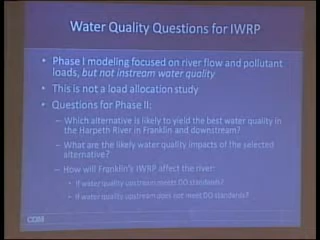 Water Quality Questions for IWRP
• Phase I modeling focused on river flow and pollutant
loads, but not instream water quality
• This is not a load allocation study
• Questions for Phase II:
– Which alternative is likely to yield the best water quality in
the Harpeth River in Franklin and downstream?
– What are the likely water quality impacts of the selected
alternative?
– How will Franklin's IWRP affect the river:
• If water quality upstream meets DO standards?
• If water quality upstream does not meet DO standards?
CDM